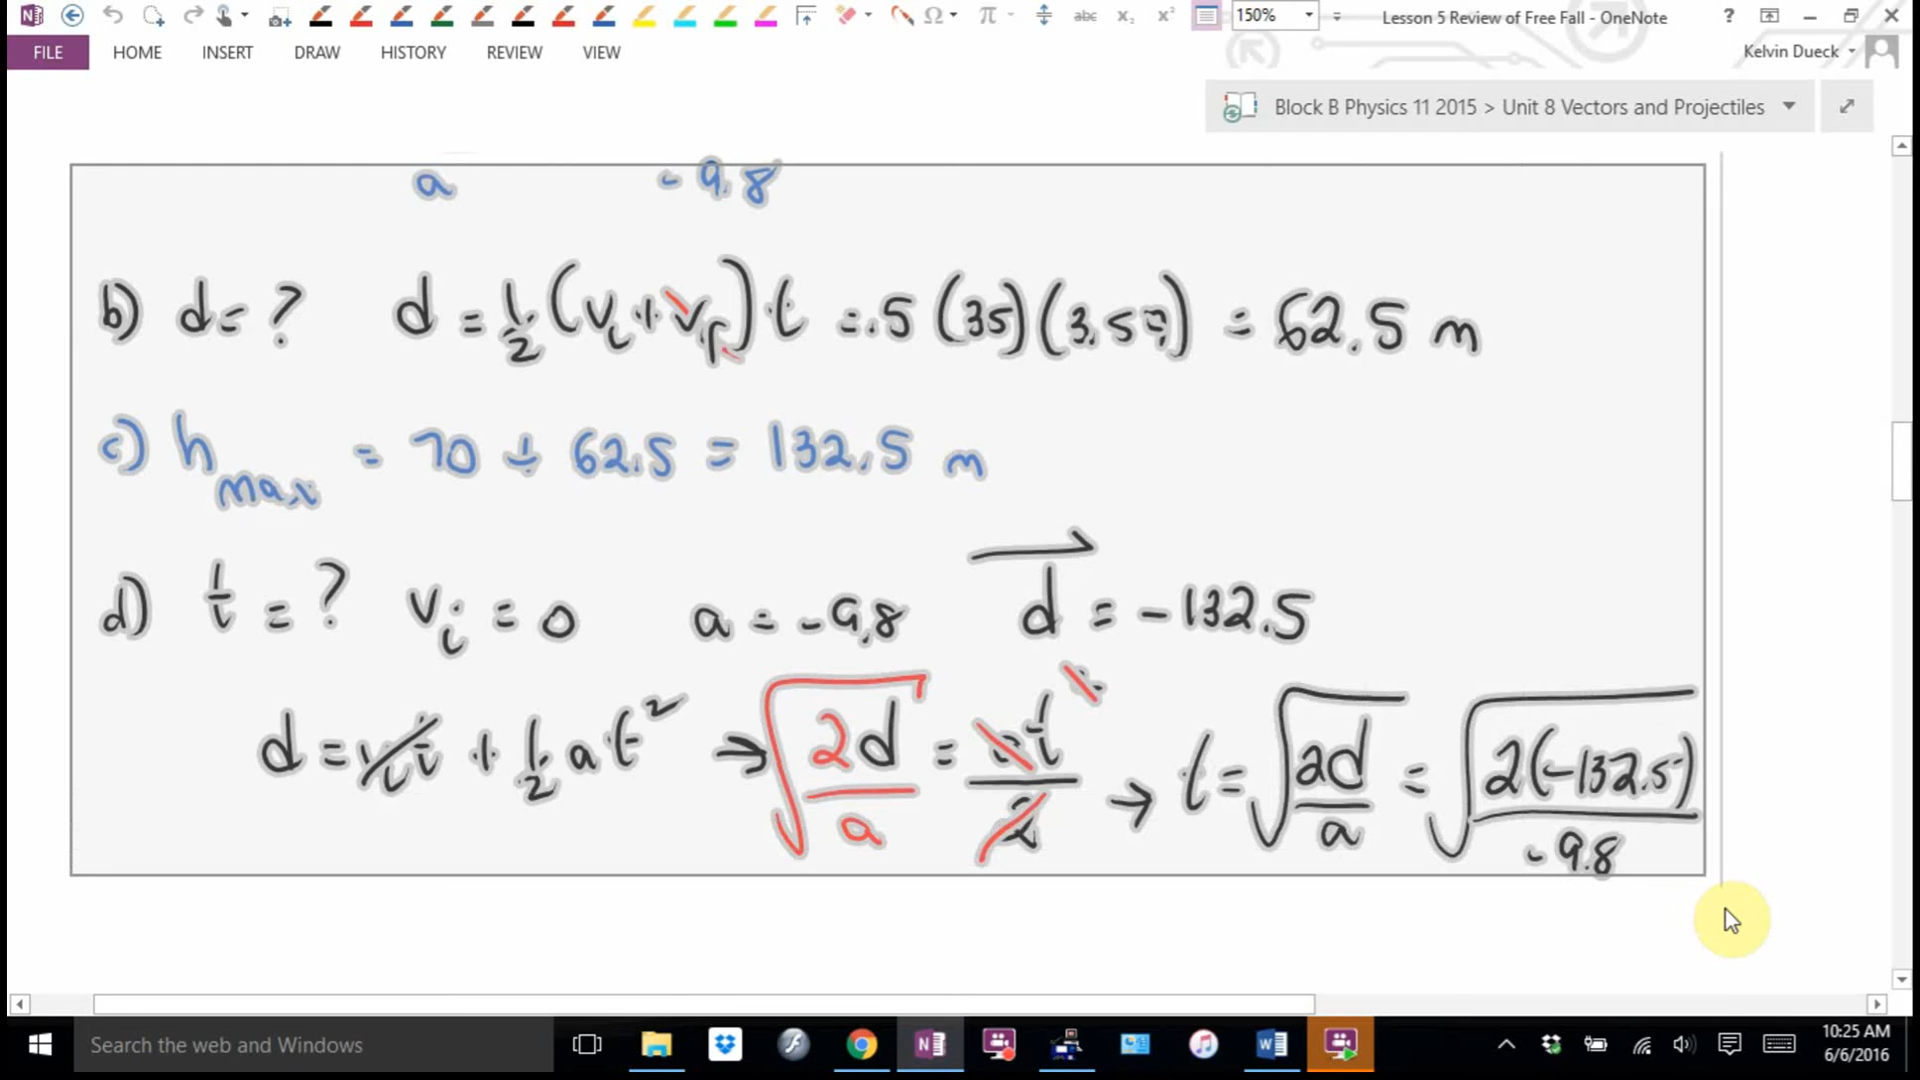 150%
Lesson 5 Review of Free Fall - OneNote
FILE HOME INSERT DRAW HISTORY REVIEW VIEW
Kelvin Dueck
Block B Physics 11 2015 > Unit 8 Vectors and Projectiles
a -9.8
b) d=? d=1/2(vi+vf)t = .5(35)(3.57) = 62.5 m
c) hmax = 70 + 62.5 = 132.5 m
d) t=? vi=0 a=-9.8 d=-132.5
d=vit + 1/2at² → √(2d/a) = at²/2 → t=√(2d/a) = √(2(-132.5)/-9.8)
Search the web and Windows
10:25 AM
6/6/2016